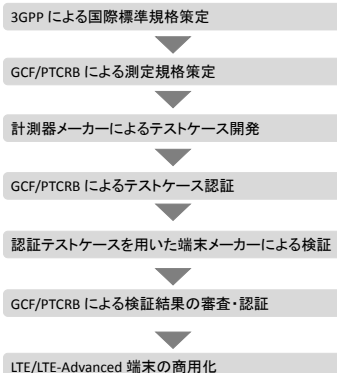 3GPP による国際標準規格策定
GCF/PTCRB による測定規格策定
計測器メーカーによるテストケース開発
GCF/PTCRB によるテストケース認証
認証テストケースを用いた端末メーカーによる検証
GCF/PTCRB による検証結果の審査・認証
LTE/LTE-Advanced 端末の商用化